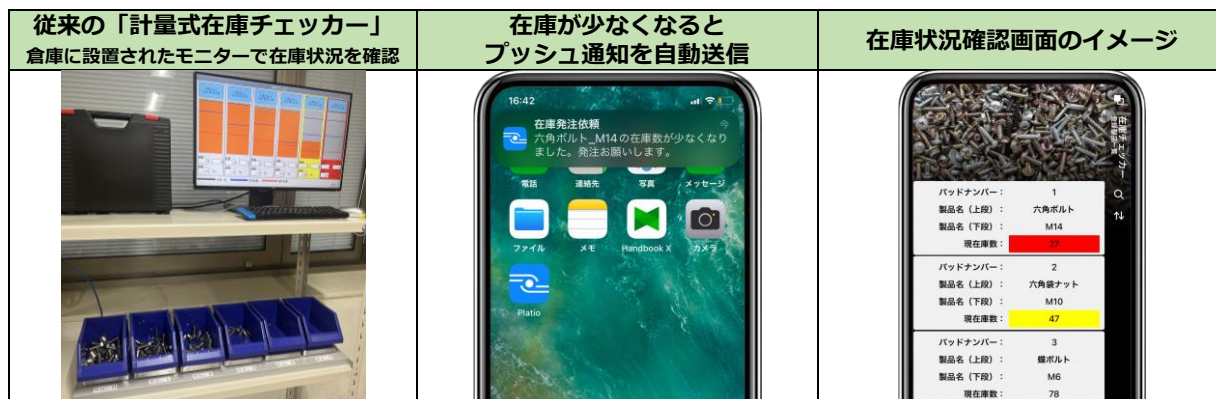 従来の「計量式在庫チェッカー」
倉庫に設置されたモニターで在庫状況を確認
在庫が少なくなると
プッシュ通知を自動送信
在庫状況確認画面のイメージ
16:42
在庫発注依頼
今
六角ボルト_M14の在庫数が少なくなり
ました。発注お願いします。
電話
連絡先
写真
メッセージ
ファイル
メモ
Handbook X
カメラ
Platio
在庫チェッカー
パッドナンバー： 1
製品名（上段）： 六角ボルト
製品名（下段）： M14
現在庫数： 27
パッドナンバー： 2
製品名（上段）： 六角袋ナット
製品名（下段）： M10
現在庫数： 47
パッドナンバー： 3
製品名（上段）： 蝶ボルト
製品名（下段）： M6
現在庫数： 78